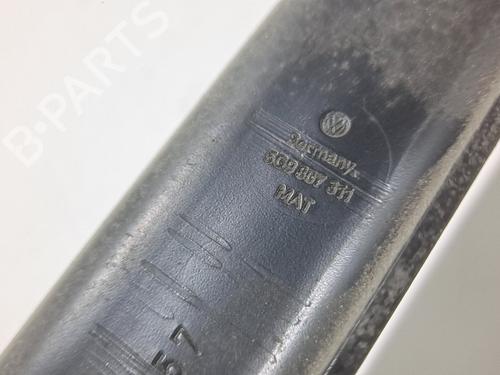 B-PARTS
Germany.
5G9 867 311
MAT